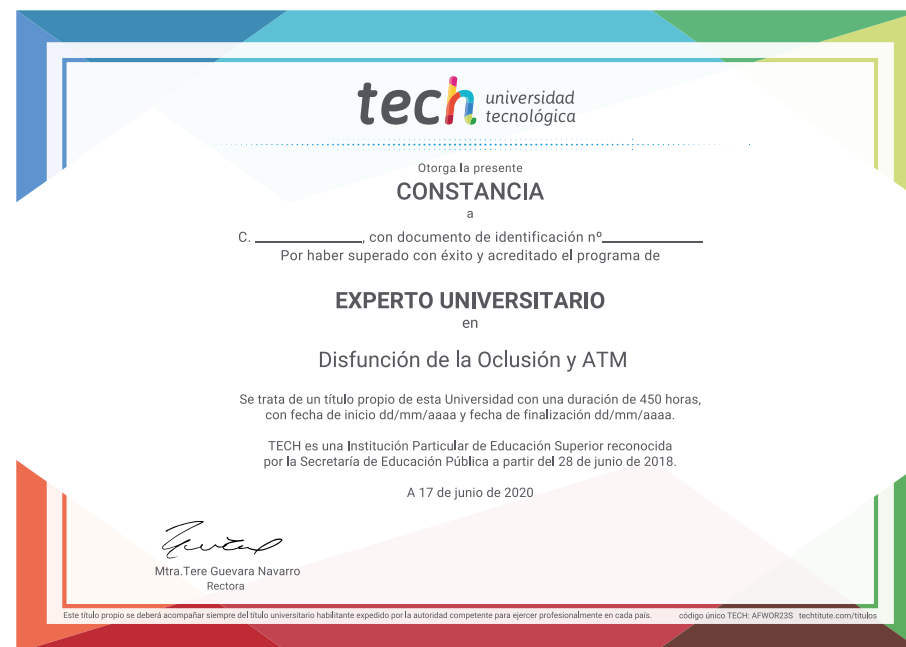 tech universidad
tecnológica
Otorga la presente
CONSTANCIA
a
C. ____________, con documento de identificación nº____________
Por haber superado con éxito y acreditado el programa de
EXPERTO UNIVERSITARIO
en
Disfunción de la Oclusión y ATM
Se trata de un título propio de esta Universidad con una duración de 450 horas,
con fecha de inicio dd/mm/aaaa y fecha de finalización dd/mm/aaaa.
TECH es una Institución Particular de Educación Superior reconocida
por la Secretaría de Educación Pública a partir del 28 de junio de 2018.
A 17 de junio de 2020
Mtra.Tere Guevara Navarro
Rectora
Este título propio se deberá acompañar siempre del título universitario habilitante expedido por la autoridad competente para ejercer profesionalmente en cada país. código único TECH: AFWOR23S techtitute.com/titulos